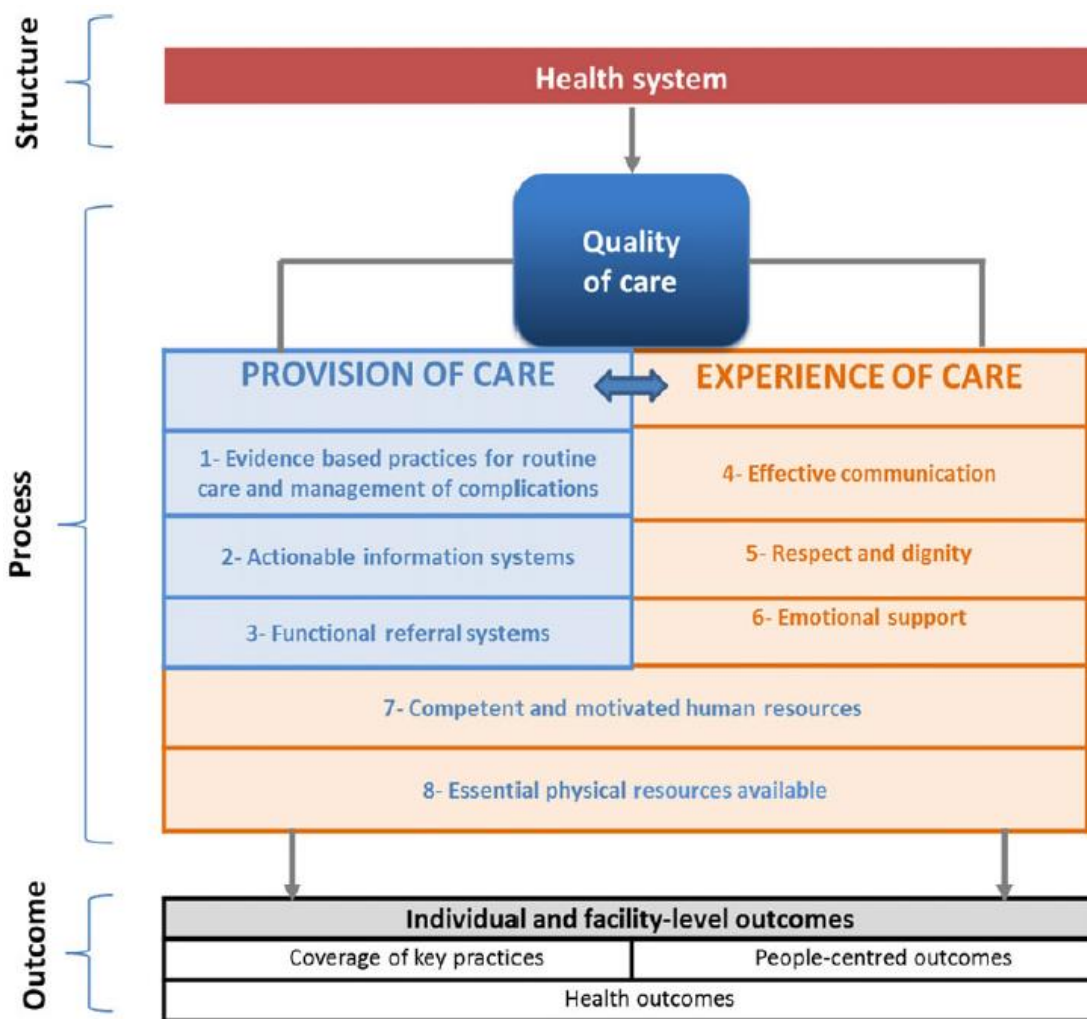 Structure
Health system
Process
Quality
of care
PROVISION OF CARE
EXPERIENCE OF CARE
1- Evidence based practices for routine
care and management of complications
4- Effective communication
2- Actionable information systems
5- Respect and dignity
3- Functional referral systems
6- Emotional support
7- Competent and motivated human resources
8- Essential physical resources available
Outcome
Individual and facility-level outcomes
Coverage of key practices
People-centred outcomes
Health outcomes